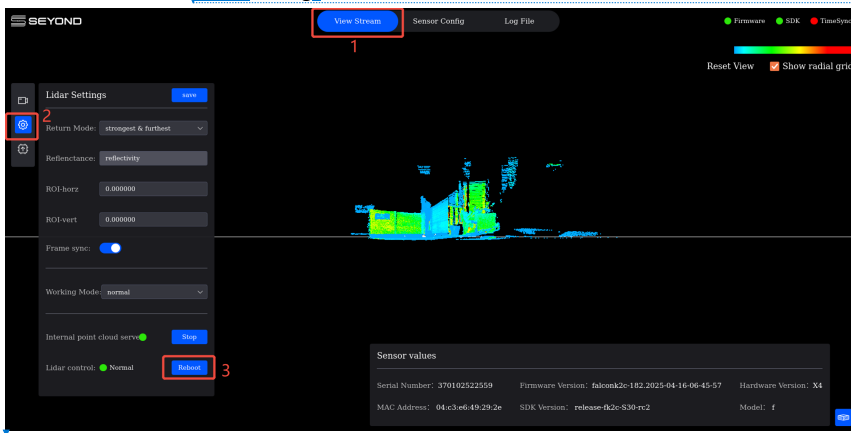 SEYOND
View Stream
Sensor Config
Log File
Firmware
SDK
TimeSync
1
Reset View
Show radial grid
Lidar Settings
save
2
Return Mode:
strongest & furthest
Reflenctance:
reflectivity
ROI-horz
0.000000
ROI-vert
0.000000
Frame sync:
Working Mode:
normal
Internal point cloud serve
Stop
Lidar control:
Normal
Reboot
3
Sensor values
Serial Number: 370102522559
Firmware Version: falconk2c-182.2025-04-16-06-45-57
Hardware Version: X4
MAC Address: 04:c3:e6:49:29:2e
SDK Version: release-fk2c-S30-rc2
Model: f